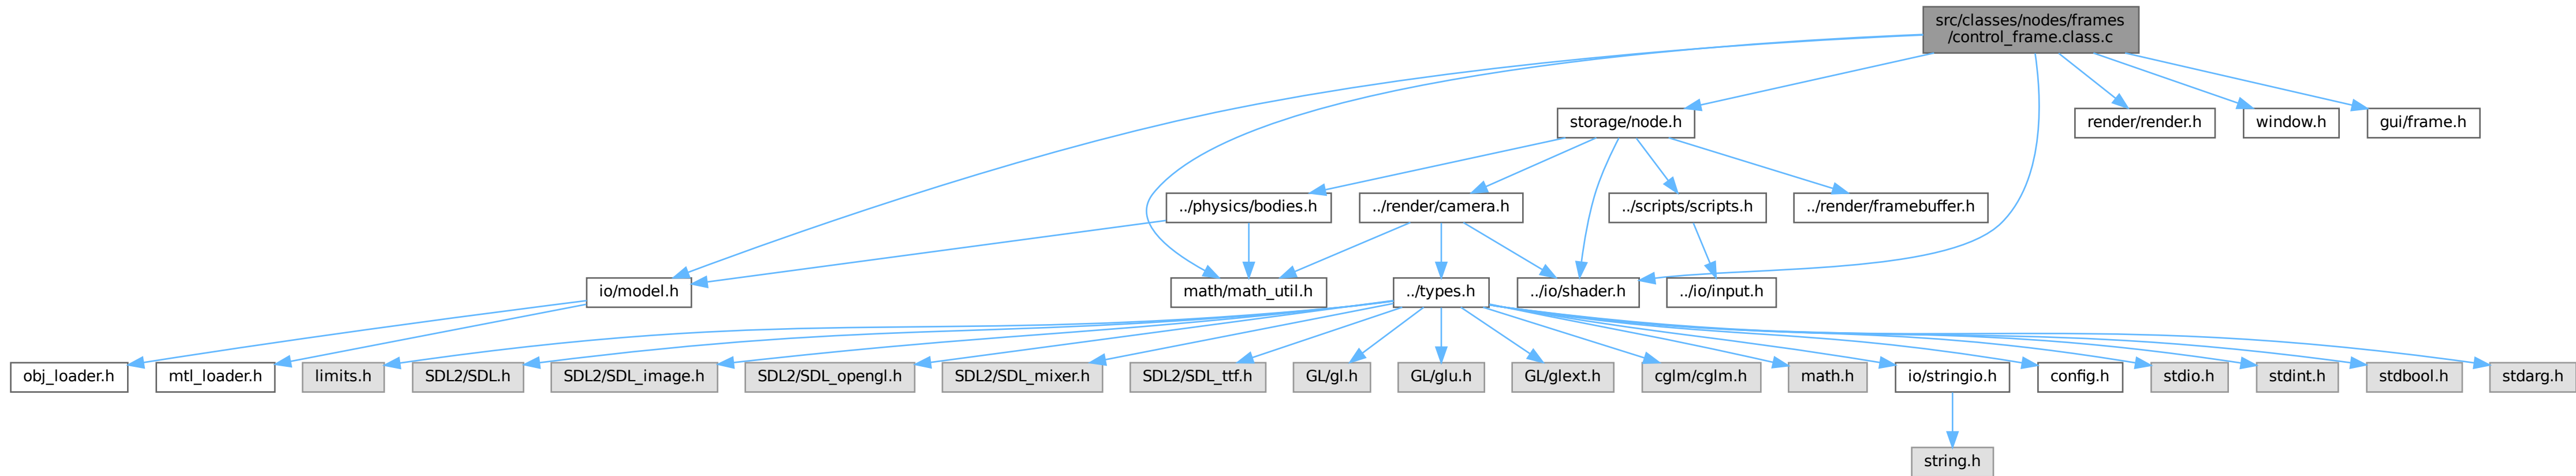 src/classes/nodes/frames
/control_frame.class.c
storage/node.h
render/render.h
window.h
gui/frame.h
../physics/bodies.h
../render/camera.h
../scripts/scripts.h
../render/framebuffer.h
io/model.h
math/math_util.h
../types.h
../io/shader.h
../io/input.h
obj_loader.h
mtl_loader.h
limits.h
SDL2/SDL.h
SDL2/SDL_image.h
SDL2/SDL_opengl.h
SDL2/SDL_mixer.h
SDL2/SDL_ttf.h
GL/gl.h
GL/glu.h
GL/glext.h
cglm/cglm.h
math.h
io/stringio.h
config.h
stdio.h
stdint.h
stdbool.h
stdarg.h
string.h